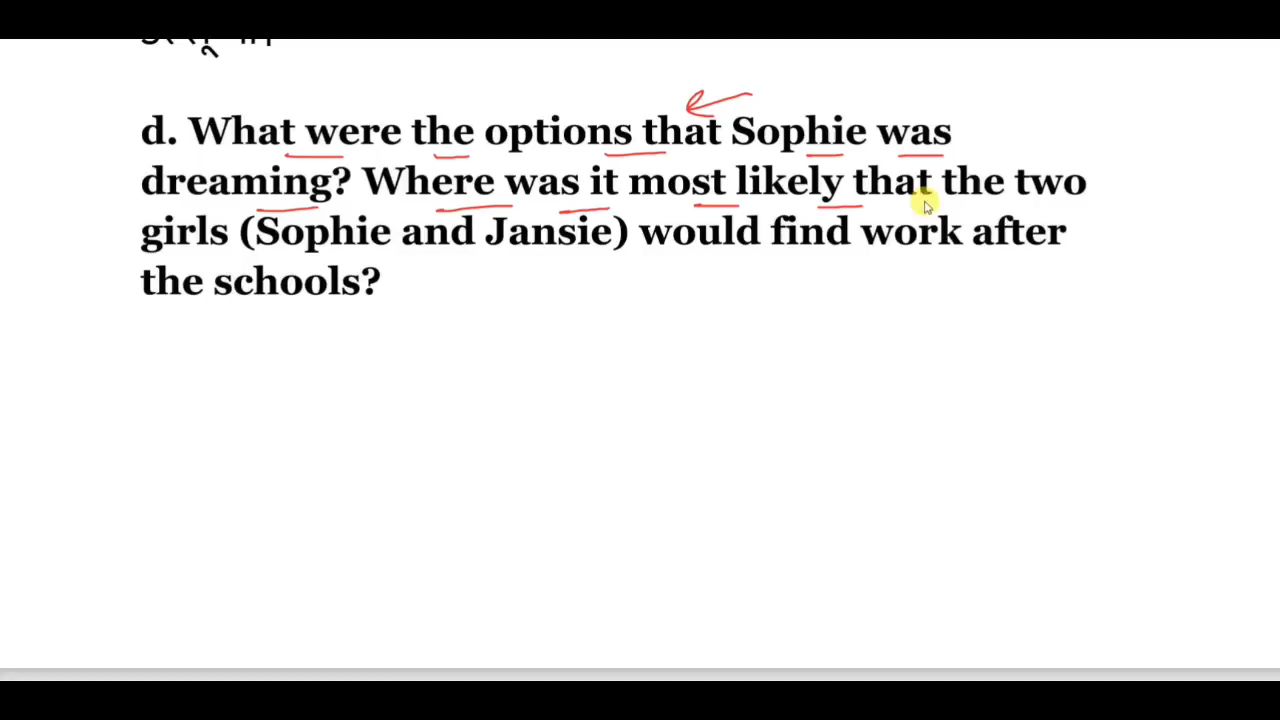 d. What were the options that Sophie was
dreaming? Where was it most likely that the two
girls (Sophie and Jansie) would find work after
the schools?